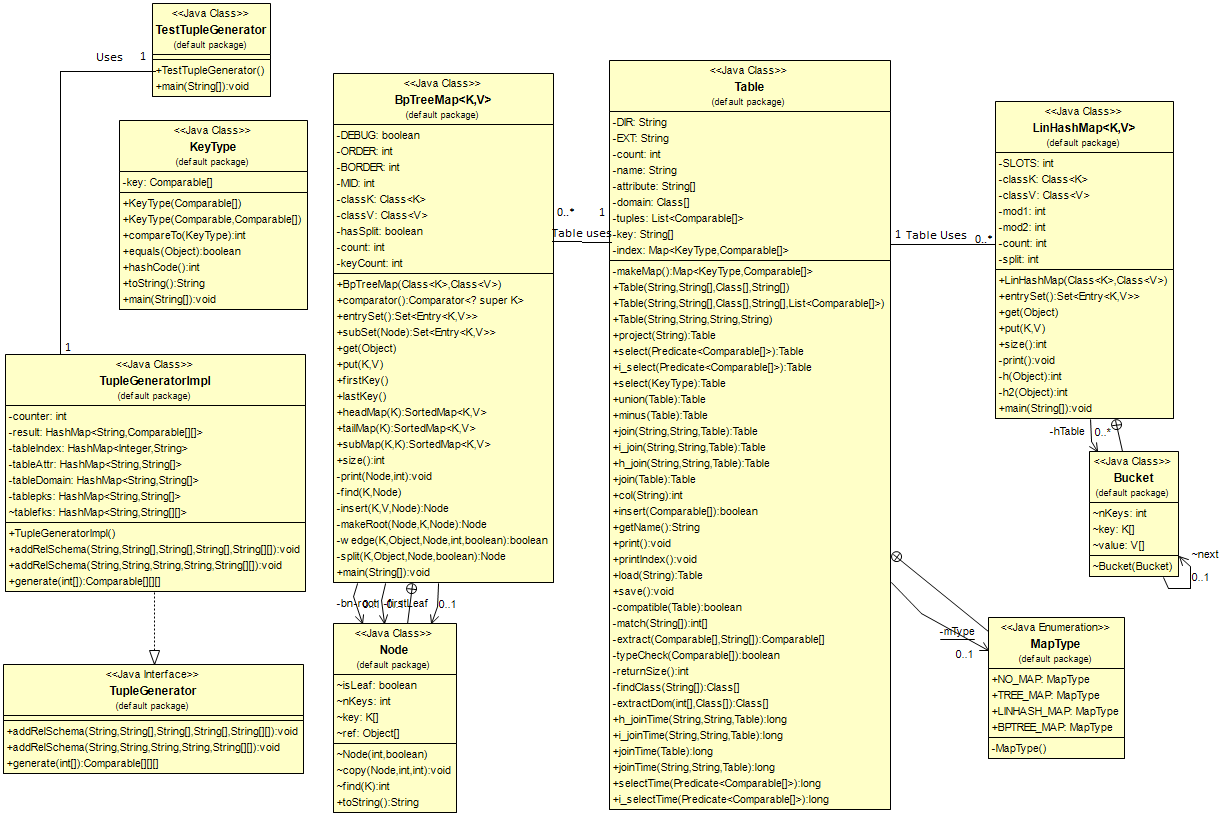 <<Java Class>>
TestTupleGenerator
(default package)
+TestTupleGenerator()
+main(String[]):void
Uses
1
1
<<Java Class>>
KeyType
(default package)
-key: Comparable[]
+KeyType(Comparable[])
+KeyType(Comparable,Comparable[])
+compareTo(KeyType):int
+equals(Object):boolean
+hashCode():int
+toString():String
+main(String[]):void
<<Java Class>>
TupleGeneratorImpl
(default package)
-counter: int
-result: HashMap<String,Comparable[][]>
-tableIndex: HashMap<Integer,String>
-tableAttr: HashMap<String,String[]>
-tableDomain: HashMap<String,String[]>
-tablepks: HashMap<String,String[]>
~tablefks: HashMap<String,String[][]>
+TupleGeneratorImpl()
+addRelSchema(String,String[],String[],String[],String[][]):void
+addRelSchema(String,String,String,String,String[][]):void
+generate(int[]):Comparable[][][]
<<Java Interface>>
TupleGenerator
(default package)
+addRelSchema(String,String[],String[],String[],String[][]):void
+addRelSchema(String,String,String,String,String[][]):void
+generate(int[]):Comparable[][][]
<<Java Class>>
BpTreeMap<K,V>
(default package)
-DEBUG: boolean
-ORDER: int
-BORDER: int
-MID: int
-classK: Class<K>
-classV: Class<V>
-hasSplit: boolean
-count: int
-keyCount: int
+BpTreeMap(Class<K>,Class<V>)
+comparator():Comparator<? super K>
+entrySet():Set<Entry<K,V>>
+subSet(Node):Set<Entry<K,V>>
+get(Object)
+put(K,V)
+firstKey()
+lastKey()
+headMap(K):SortedMap<K,V>
+tailMap(K):SortedMap<K,V>
+subMap(K,K):SortedMap<K,V>
+size():int
-print(Node,int):void
-find(K,Node)
-insert(K,V,Node):Node
-makeRoot(Node,K,Node):Node
-wedge(K,Object,Node,int,boolean):boolean
-split(K,Object,Node,boolean):Node
+main(String[]):void
-bn
-root
0..1
-firstLeaf
0..1
0..1
<<Java Class>>
Node
(default package)
~isLeaf: boolean
~nKeys: int
~key: K[]
~ref: Object[]
~Node(int,boolean)
~copy(Node,int,int):void
~find(K):int
+toString():String
0..*
1
Table uses
<<Java Class>>
Table
(default package)
-DIR: String
-EXT: String
-count: int
-name: String
-attribute: String[]
-domain: Class[]
-tuples: List<Comparable[]>
-key: String[]
-index: Map<KeyType,Comparable[]>
-makeMap():Map<KeyType,Comparable[]>
+Table(String,String[],Class[],String[])
+Table(String,String[],Class[],String[],List<Comparable[]>)
+Table(String,String,String,String)
+project(String):Table
+select(Predicate<Comparable[]>):Table
+i_select(Predicate<Comparable[]>):Table
+select(KeyType):Table
+union(Table):Table
+minus(Table):Table
+join(String,String,Table):Table
+i_join(String,String,Table):Table
+h_join(String,String,Table):Table
+join(Table):Table
+col(String):int
+insert(Comparable[]):boolean
+getName():String
+print():void
+printIndex():void
+load(String):Table
+save():void
-compatible(Table):boolean
-match(String[]):int[]
-extract(Comparable[],String[]):Comparable[]
-typeCheck(Comparable[]):boolean
-returnSize():int
-findClass(String[]):Class[]
-extractDom(int[],Class[]):Class[]
+h_joinTime(String,String,Table):long
+i_joinTime(String,String,Table):long
+joinTime(Table):long
+joinTime(String,String,Table):long
+selectTime(Predicate<Comparable[]>):long
+i_selectTime(Predicate<Comparable[]>):long
1
Table Uses
0..*
<<Java Class>>
LinHashMap<K,V>
(default package)
-SLOTS: int
-classK: Class<K>
-classV: Class<V>
-mod1: int
-mod2: int
-count: int
-split: int
+LinHashMap(Class<K>,Class<V>)
+entrySet():Set<Entry<K,V>>
+get(Object)
+put(K,V)
+size():int
-print():void
-h(Object):int
-h2(Object):int
+main(String[]):void
-hTable
0..*
<<Java Class>>
Bucket
(default package)
~nKeys: int
~key: K[]
~value: V[]
~Bucket(Bucket)
~next
0..1
-mType
0..1
<<Java Enumeration>>
MapType
(default package)
+NO_MAP: MapType
+TREE_MAP: MapType
+LINHASH_MAP: MapType
+BPTREE_MAP: MapType
-MapType()